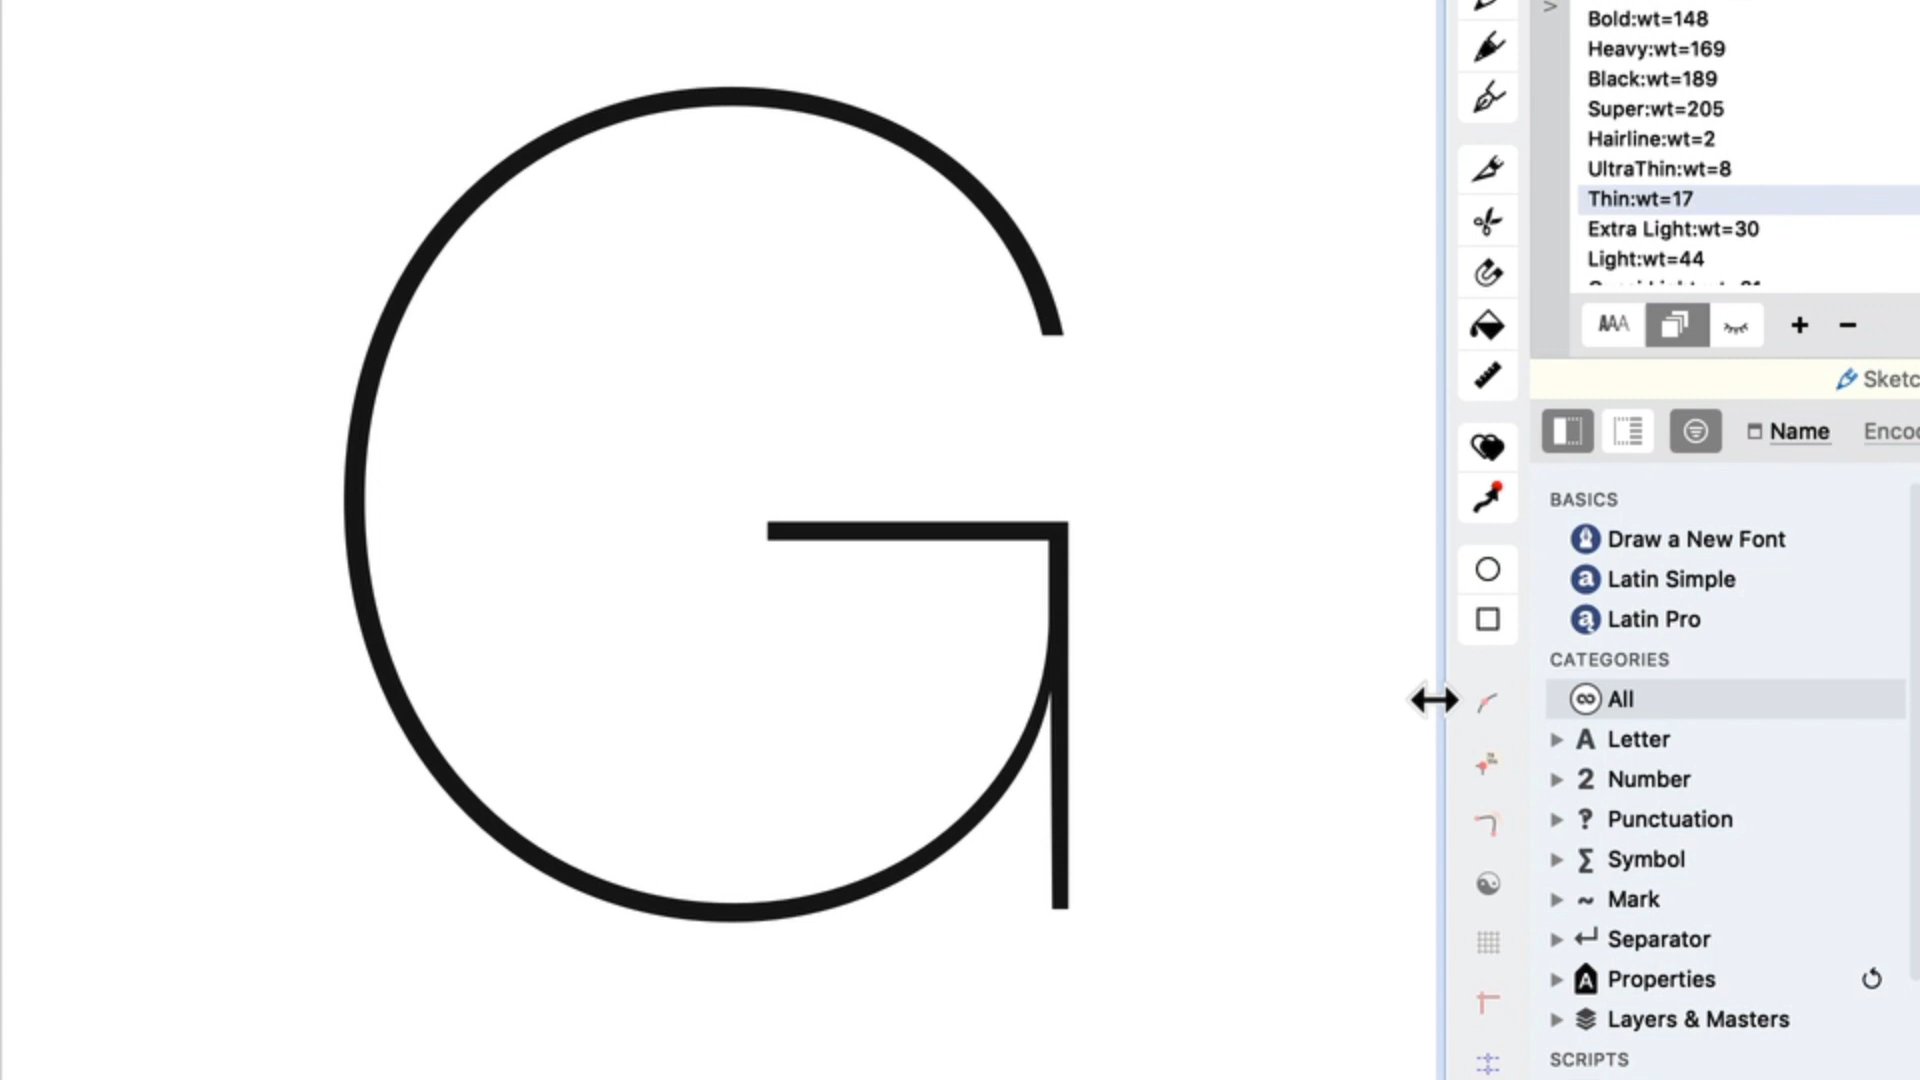 G
Bold:wt=148
Heavy:wt=169
Black:wt=189
Super:wt=205
Hairline:wt=2
UltraThin:wt=8
Thin:wt=17
Extra Light:wt=30
Light:wt=44
AAA
Sketc
Name Encod
BASICS
Draw a New Font
a Latin Simple
a Latin Pro
CATEGORIES
All
A Letter
2 Number
? Punctuation
Σ Symbol
~ Mark
Separator
A Properties
Layers & Masters
SCRIPTS